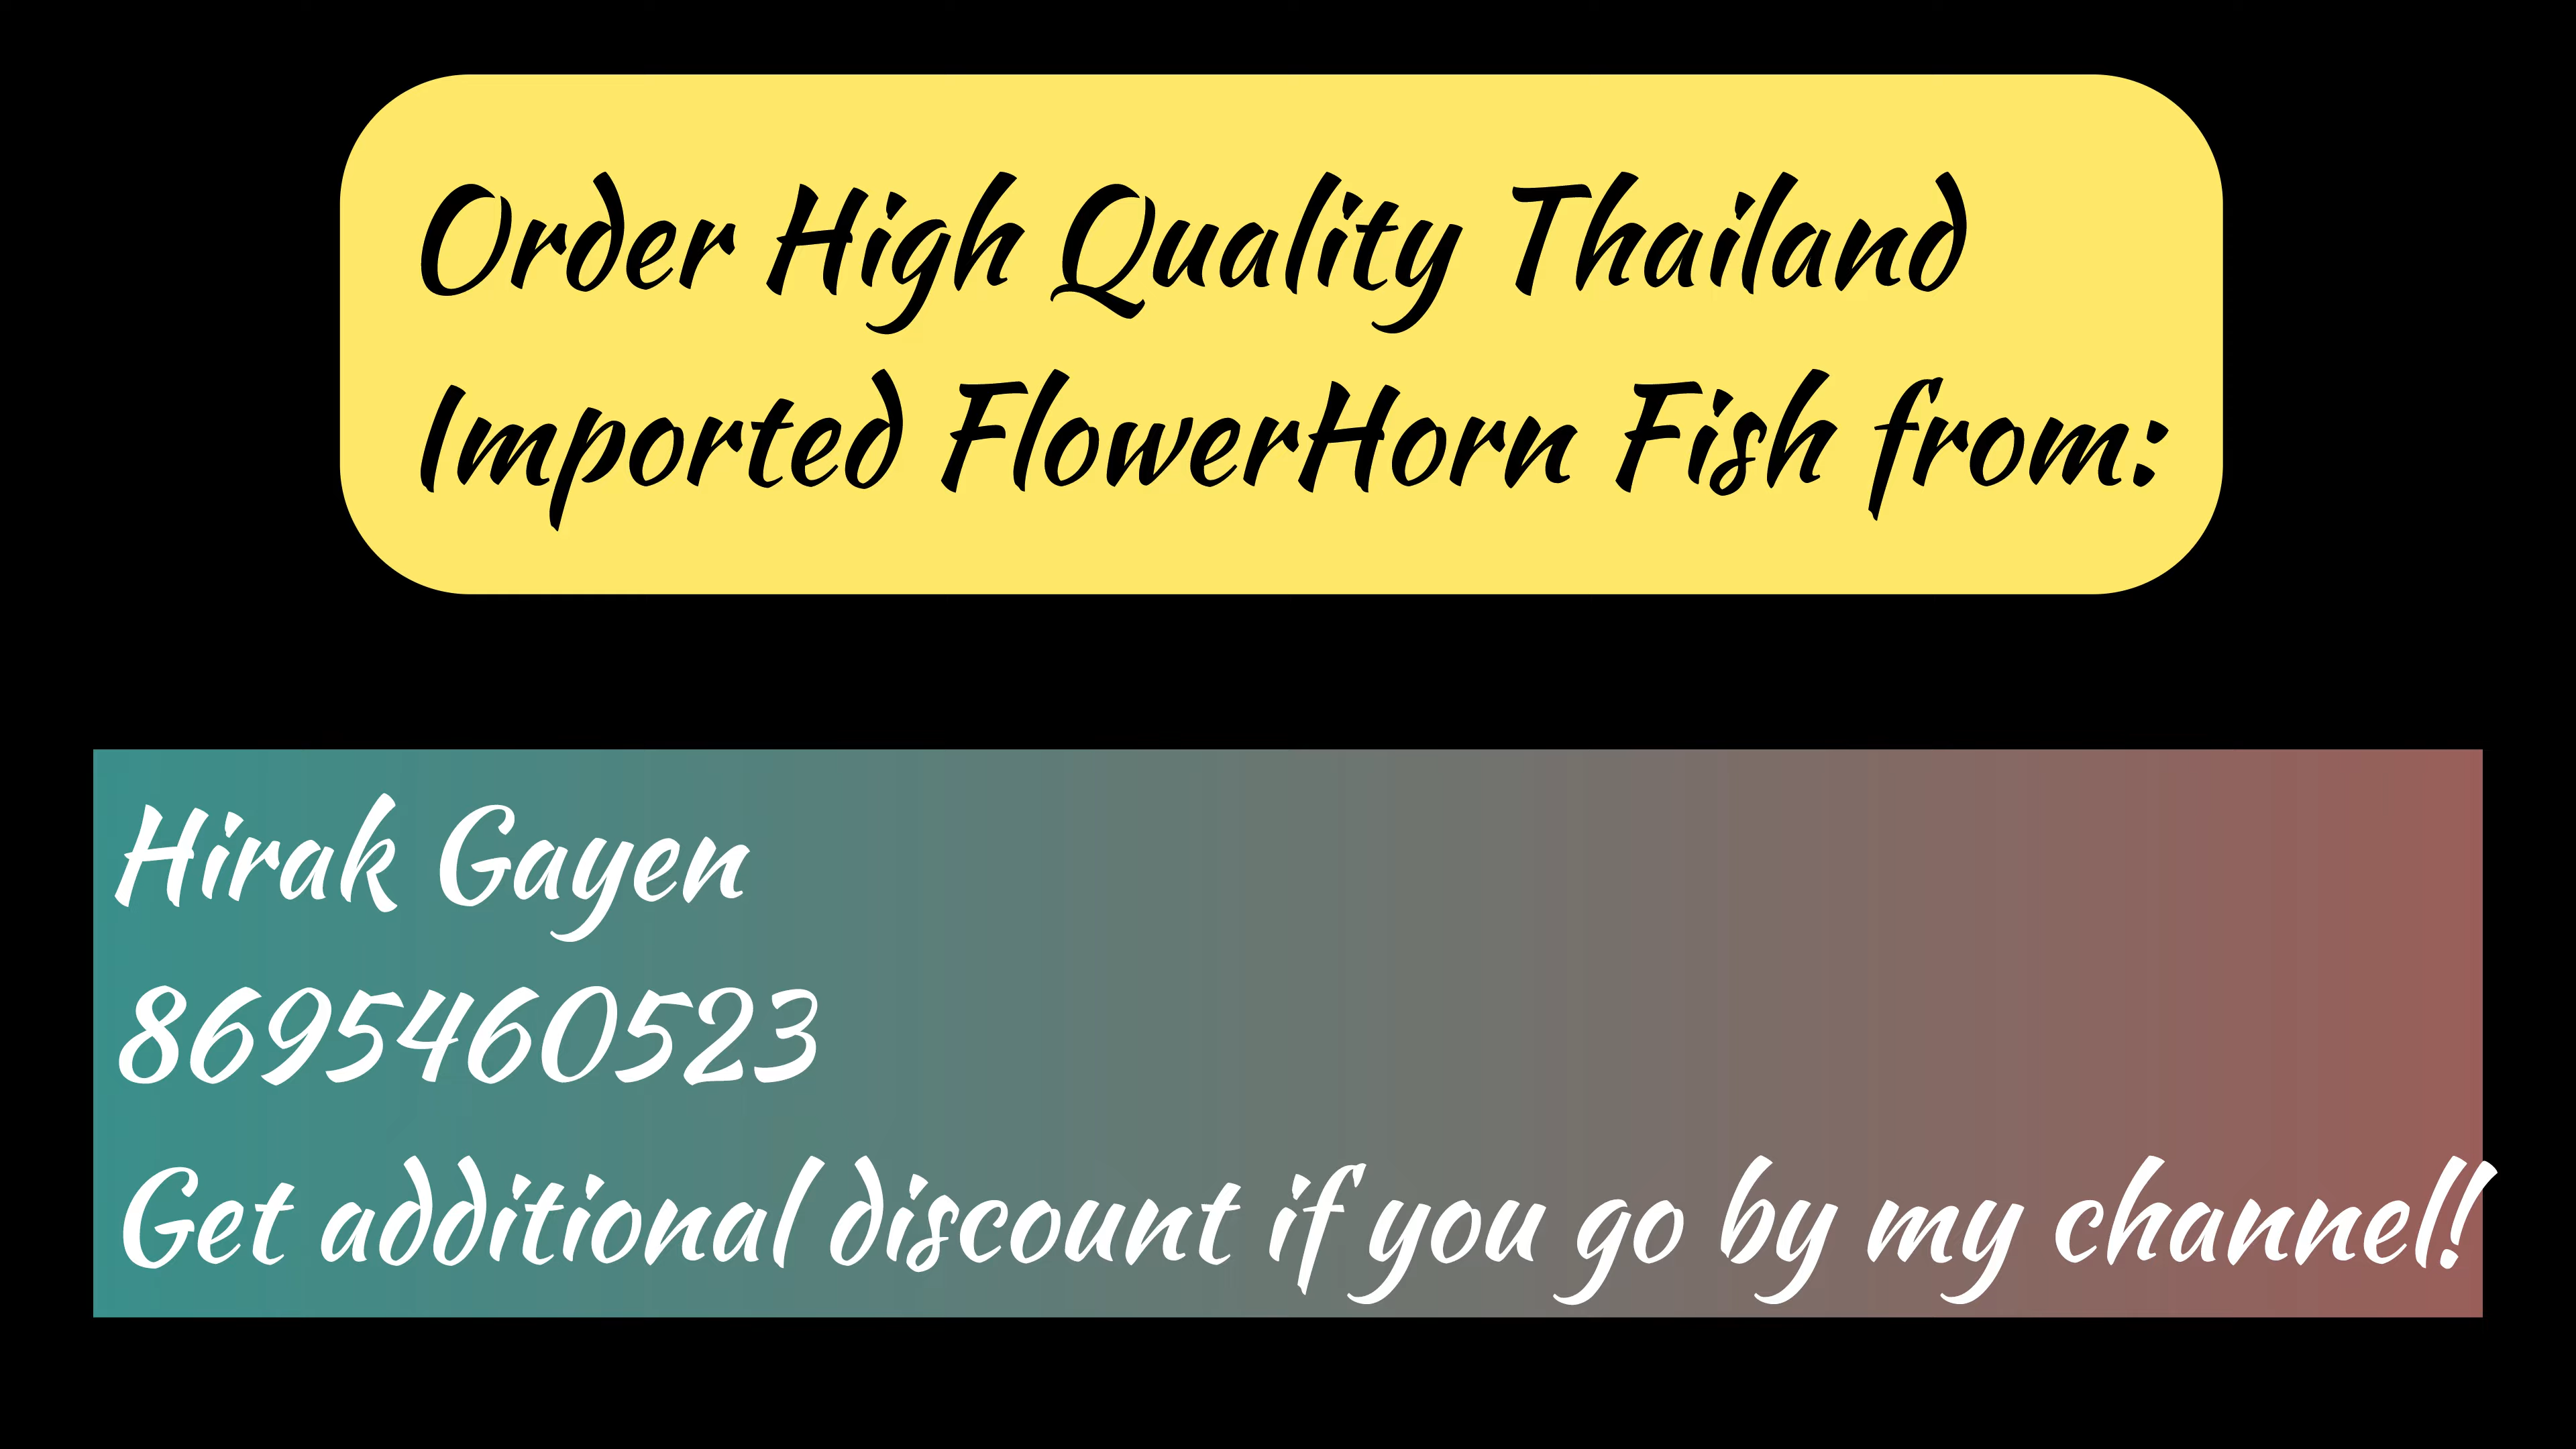 Order High Quality Thailand
Imported FlowerHorn Fish from:
Hirak Gayen
8695460523
Get additional discount if you go by my channel!